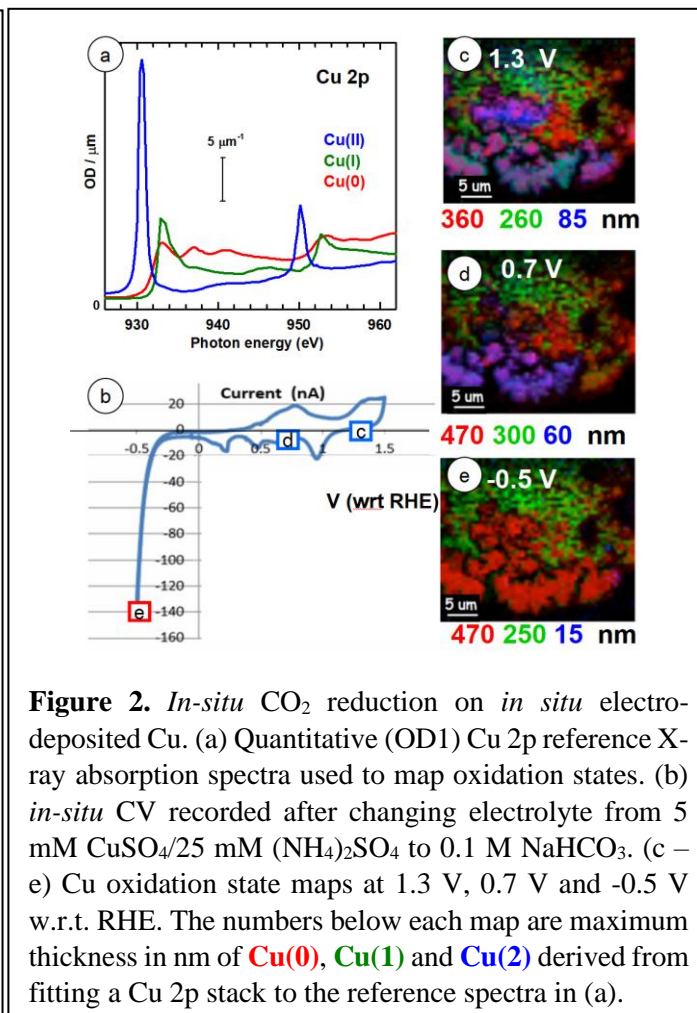 a
Cu 2p
OD / µm
5 µm⁻¹
Cu(II)
Cu(I)
Cu(0)
0
930 940 950 960
Photon energy (eV)
b
Current (nA)
20
0
-20
-40
-60
-80
-100
-120
-140
-160
-0.5 0 0.5 1.0 1.5
d
c
e
V (wrt RHE)
c 1.3 V
5 um
360 260 85 nm
d 0.7 V
5 um
470 300 60 nm
e -0.5 V
5 um
470 250 15 nm
Figure 2. In-situ CO₂ reduction on in situ electro-
deposited Cu. (a) Quantitative (OD1) Cu 2p reference X-
ray absorption spectra used to map oxidation states. (b)
in-situ CV recorded after changing electrolyte from 5
mM CuSO₄/25 mM (NH₄)₂SO₄ to 0.1 M NaHCO₃. (c –
e) Cu oxidation state maps at 1.3 V, 0.7 V and -0.5 V
w.r.t. RHE. The numbers below each map are maximum
thickness in nm of Cu(0), Cu(1) and Cu(2) derived from
fitting a Cu 2p stack to the reference spectra in (a).